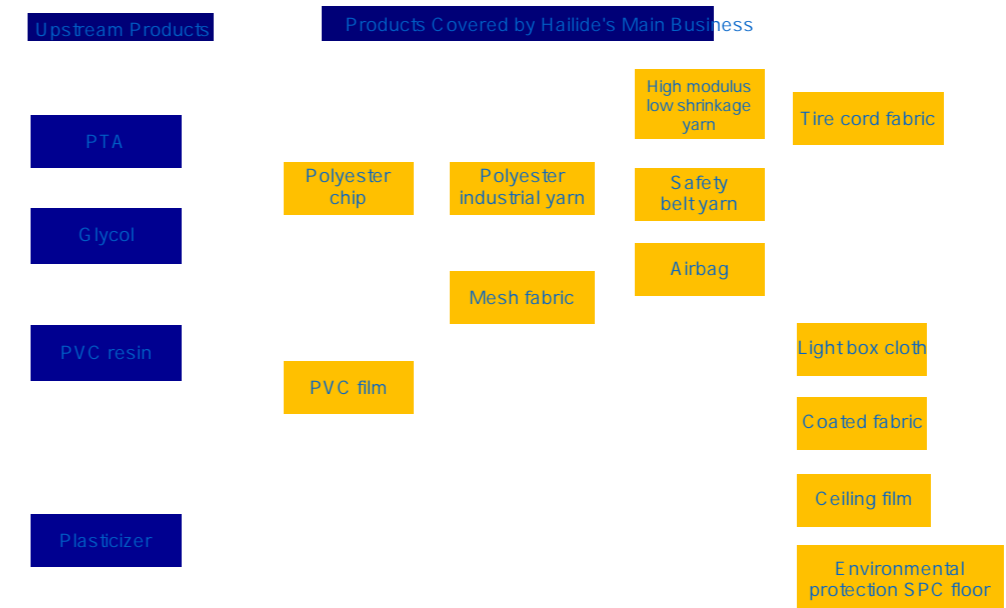 Upstream Products
Products Covered by Hailide's Main Business
PTA
Glycol
PVC resin
Plasticizer
Polyester
chip
PVC film
Polyester
industrial yarn
Mesh fabric
High modulus
low shrinkage
yarn
Safety
belt yarn
Airbag
Tire cord fabric
Light box cloth
Coated fabric
Ceiling film
Environmental
protection SPC floor